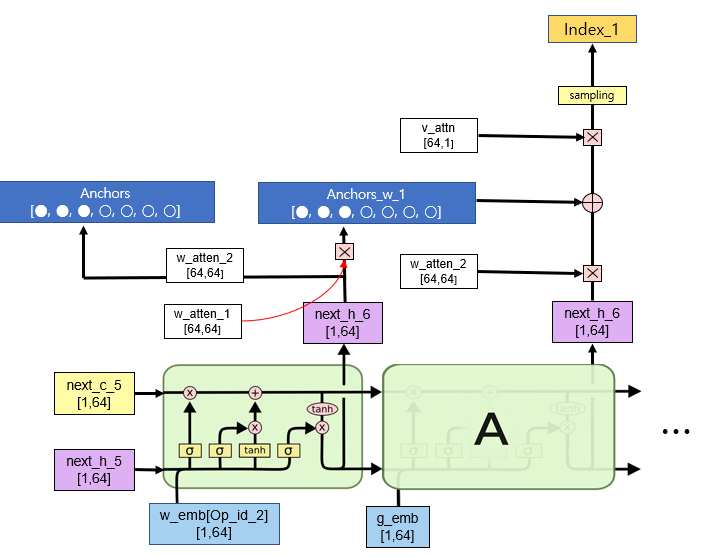 Index_1
sampling
v_attn
[64,1]
Anchors
[●, ●, ●, ○, ○, ○, ○]
Anchors_w_1
[●, ●, ●, ○, ○, ○, ○]
w_atten_2
[64,64]
w_atten_2
[64,64]
w_atten_1
[64,64]
next_h_6
[1,64]
next_h_6
[1,64]
next_c_5
[1,64]
x
+
tanh
x
x
σ
σ
tanh
σ
next_h_5
[1,64]
A
tanh
...
w_emb[Op_id_2]
[1,64]
g_emb
[1,64]